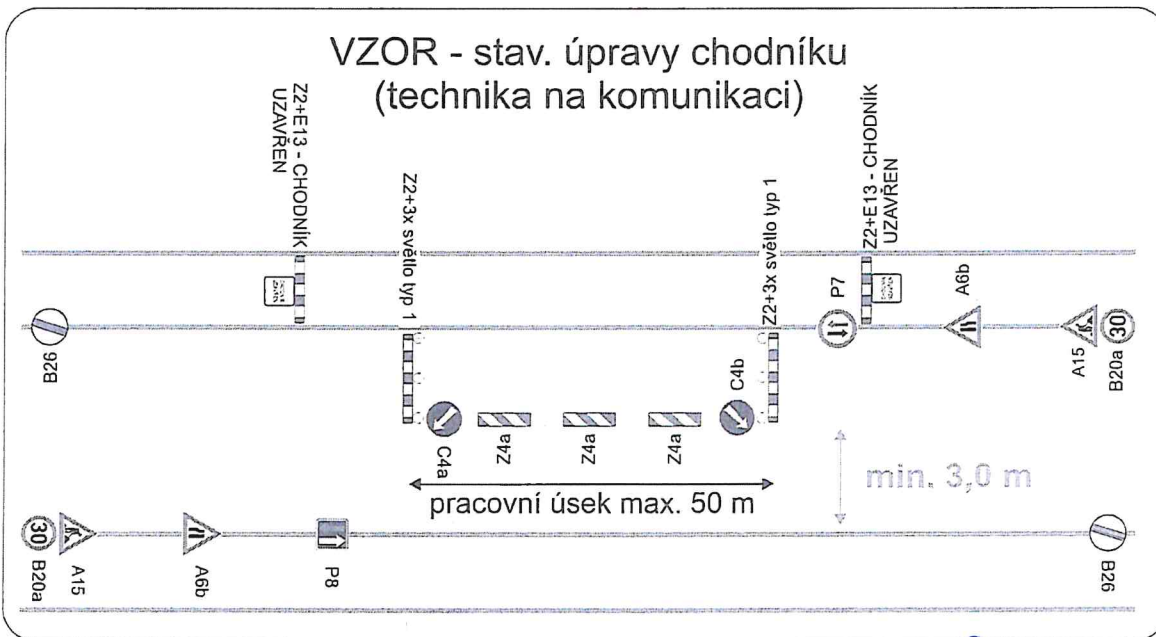 VZOR - stav. úpravy chodníku
(technika na komunikaci)
Z2+E13 - CHODNÍK
UZAVŘEN
Z2+3x světlo typ 1
Z2+3x světlo typ 1
Z2+E13 - CHODNÍK
UZAVŘEN
P7
A6b
A15
30
B20a
B26
C4a
Z4a
Z4a
Z4a
C4b
min. 3,0 m
pracovní úsek max. 50 m
30
B20a
A15
A6b
P8
B26